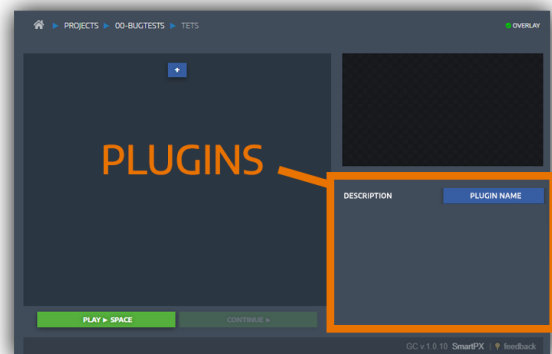 PROJECTS ▶ 00-BUGTESTS ▶ TETS
OVERLAY
+
PLUGINS
DESCRIPTION
PLUGIN NAME
PLAY ► SPACE
CONTINUE ►
GC v.1.0.10 SmartPX | feedback